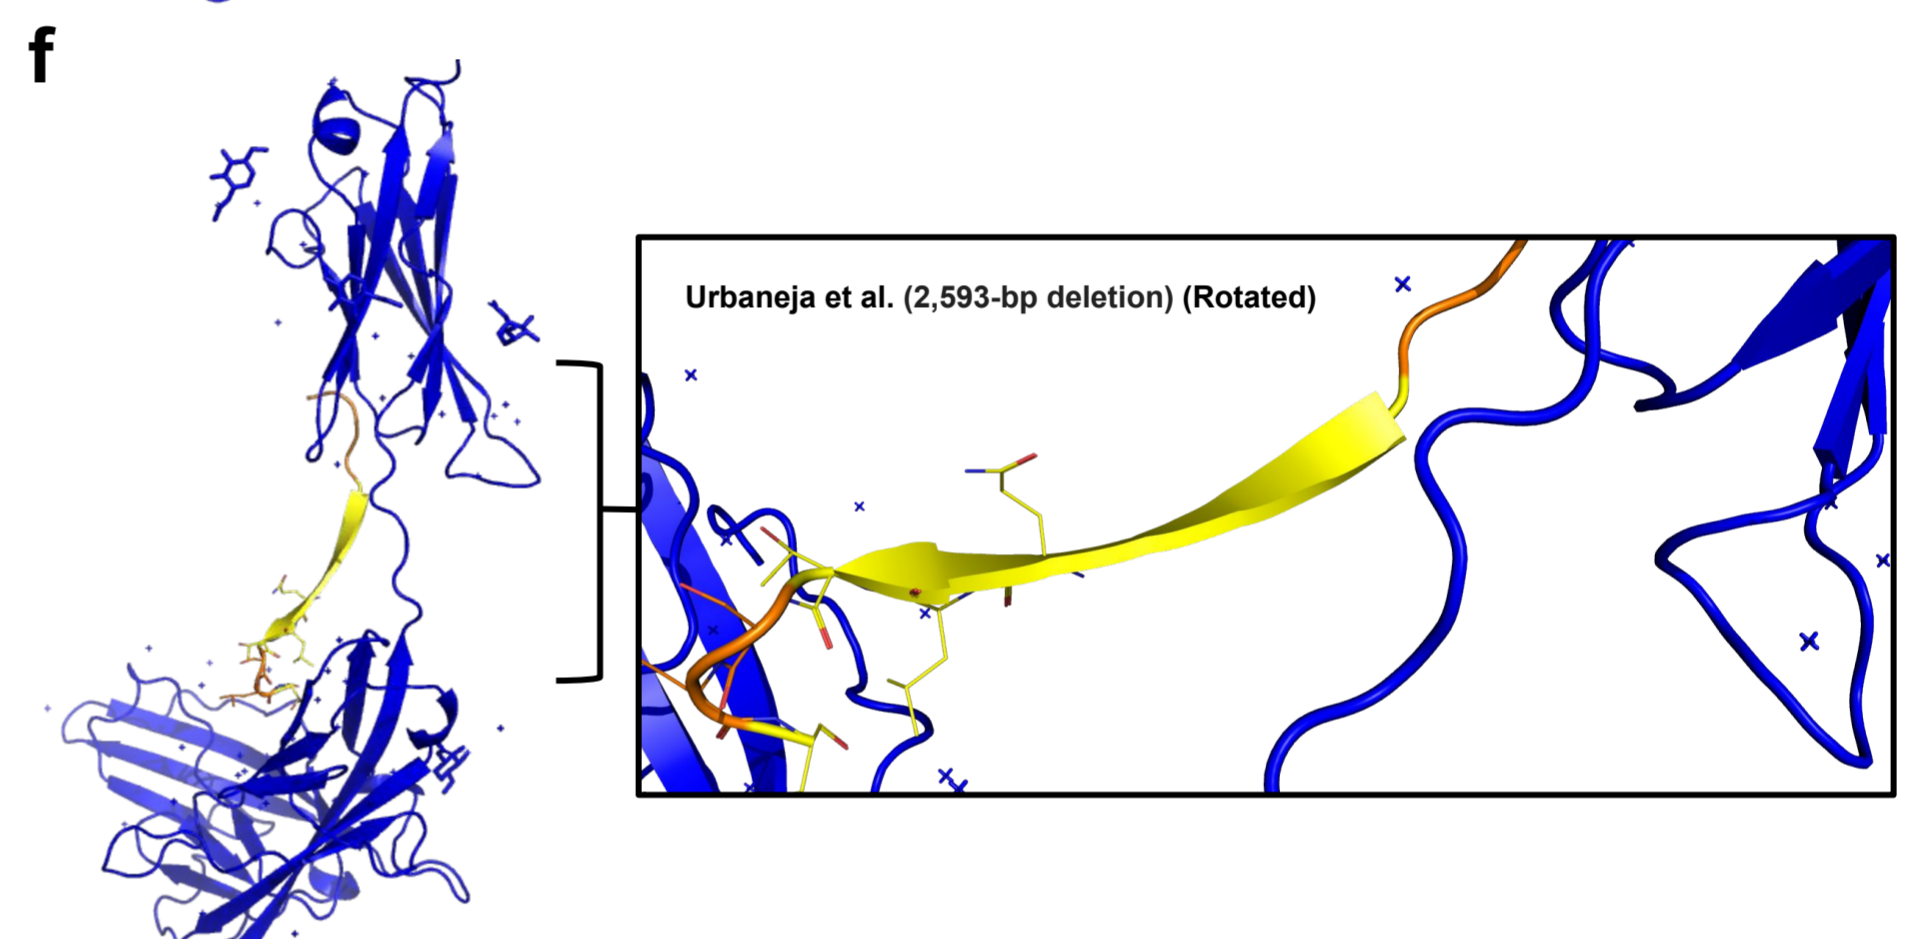 f
Urbaneja et al. (2,593-bp deletion) (Rotated)